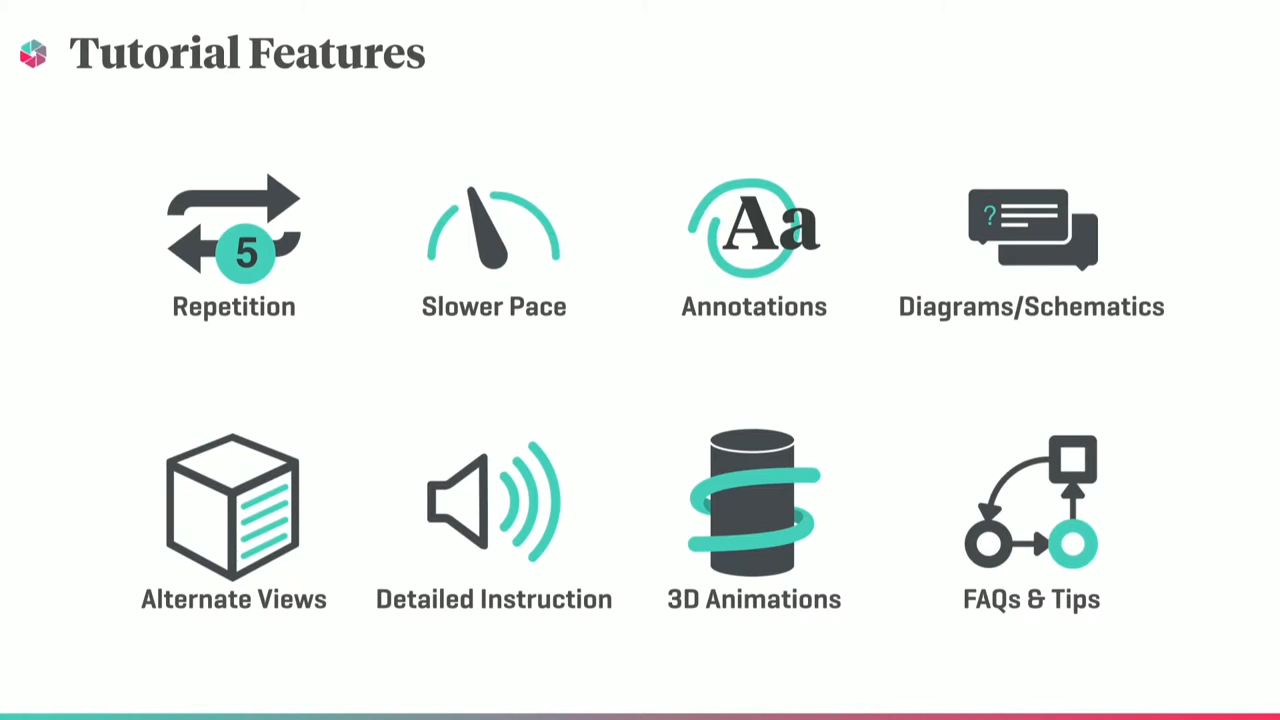 Tutorial Features
5
Repetition
Slower Pace
Aa
Annotations
?
Diagrams/Schematics
Alternate Views
Detailed Instruction
3D Animations
FAQs & Tips